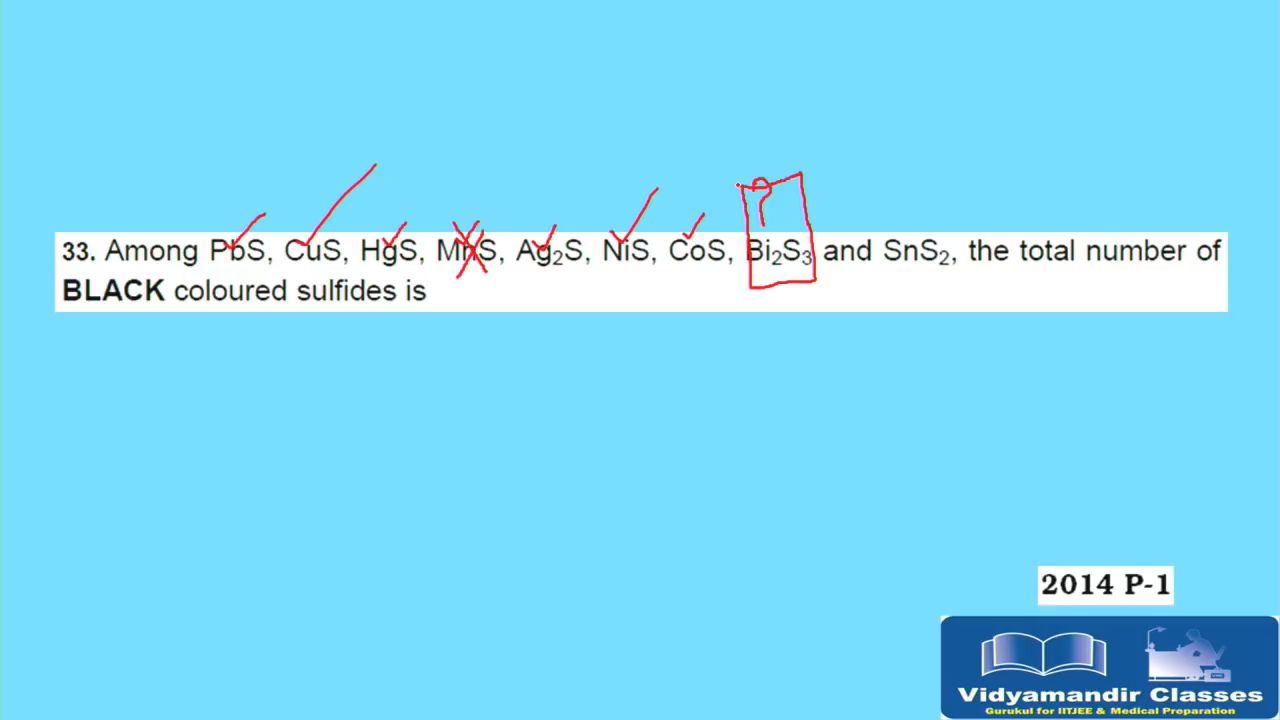 33. Among PbS, CuS, HgS, MnS, Ag₂S, NiS, CoS, Bi₂S₃ and SnS₂, the total number of
BLACK coloured sulfides is
?
2014 P-1
Vidyamandir Classes
Gurukul for IITJEE & Medical Preparation